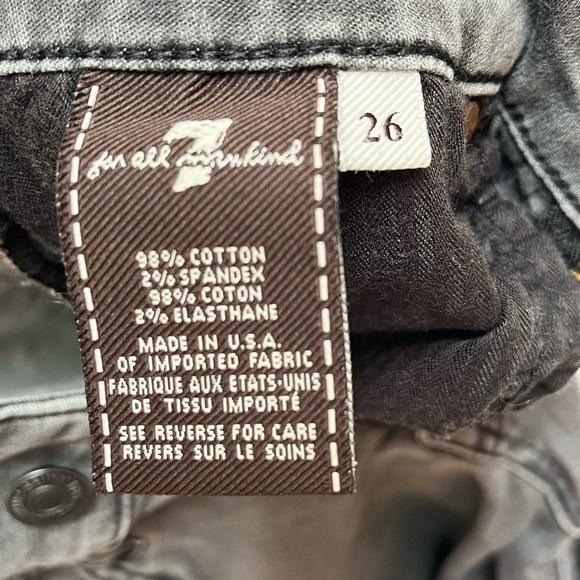 7
for all mankind
26
98% COTTON
2% SPANDEX
98% COTON
2% ELASTHANE
MADE IN U.S.A.
OF IMPORTED FABRIC
FABRIQUE AUX ETATS-UNIS
DE TISSU IMPORTÉ
SEE REVERSE FOR CARE
REVERS SUR LE SOINS